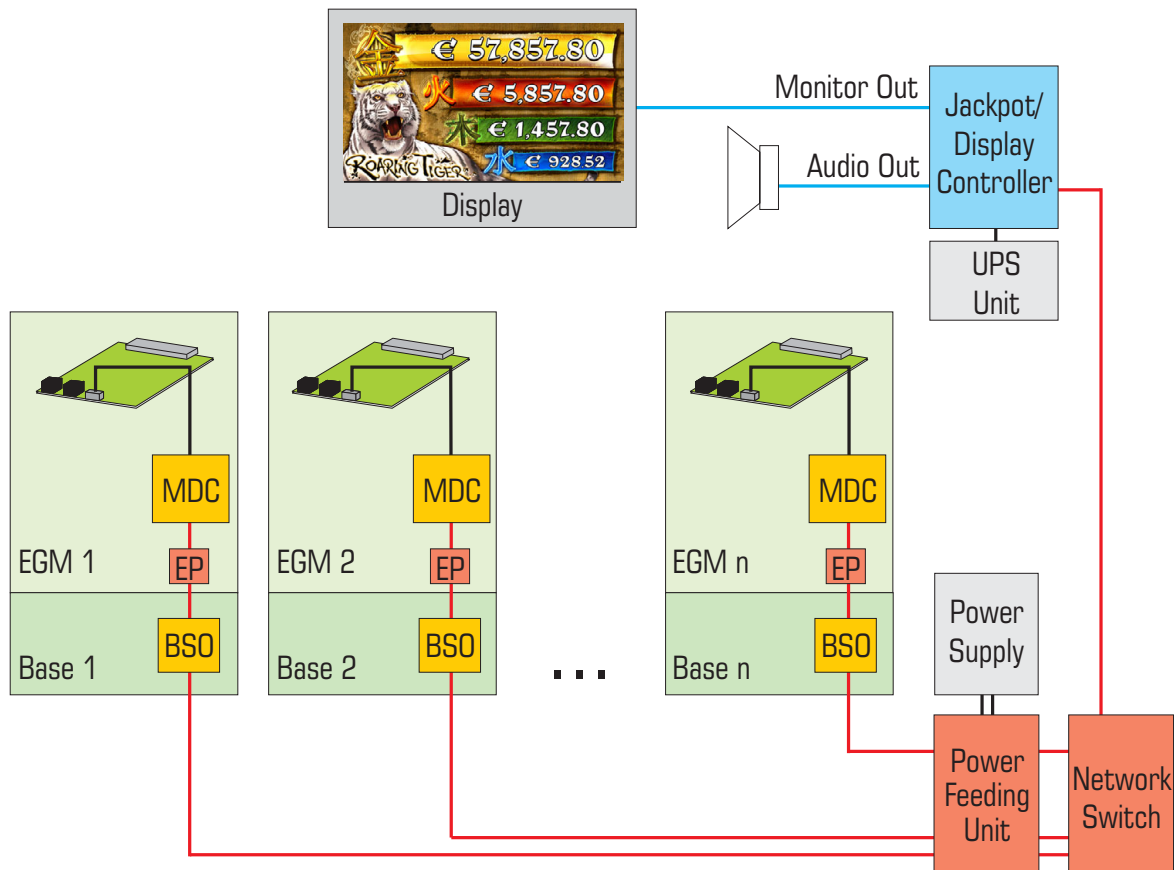 金 € 57,857.80
火 € 5,857.80
木 € 1,457.80
水 € 928.52
ROARING TIGER
Display
Monitor Out
Audio Out
Jackpot/
Display
Controller
UPS
Unit
MDC
EP
EGM 1
BSO
Base 1
MDC
EP
EGM 2
BSO
Base 2
...
MDC
EP
EGM n
BSO
Base n
Power
Supply
Power
Feeding
Unit
Network
Switch